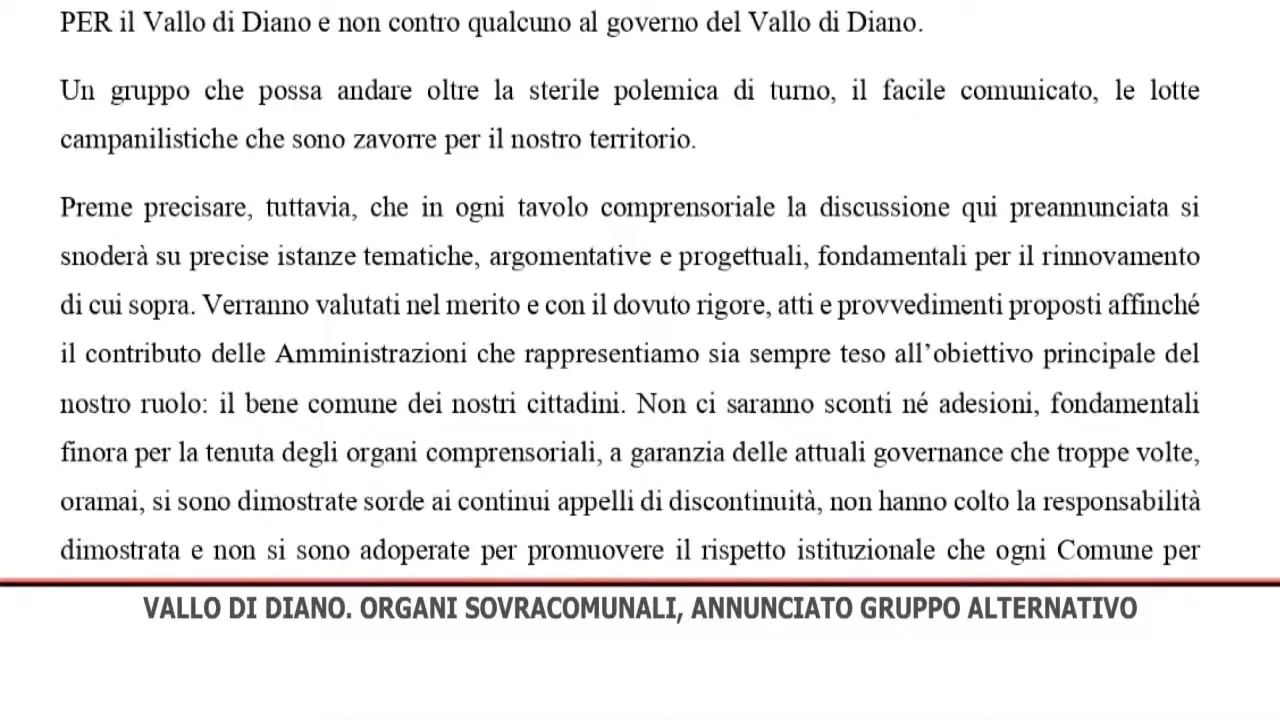 PER il Vallo di Diano e non contro qualcuno al governo del Vallo di Diano.
Un gruppo che possa andare oltre la sterile polemica di turno, il facile comunicato, le lotte
campanilistiche che sono zavorre per il nostro territorio.
Preme precisare, tuttavia, che in ogni tavolo comprensoriale la discussione qui preannunciata si
snoderà su precise istanze tematiche, argomentative e progettuali, fondamentali per il rinnovamento
di cui sopra. Verranno valutati nel merito e con il dovuto rigore, atti e provvedimenti proposti affinché
il contributo delle Amministrazioni che rappresentiamo sia sempre teso all’obiettivo principale del
nostro ruolo: il bene comune dei nostri cittadini. Non ci saranno sconti né adesioni, fondamentali
finora per la tenuta degli organi comprensoriali, a garanzia delle attuali governance che troppe volte,
oramai, si sono dimostrate sorde ai continui appelli di discontinuità, non hanno colto la responsabilità
dimostrata e non si sono adoperate per promuovere il rispetto istituzionale che ogni Comune per
VALLO DI DIANO. ORGANI SOVRACOMUNALI, ANNUNCIATO GRUPPO ALTERNATIVO